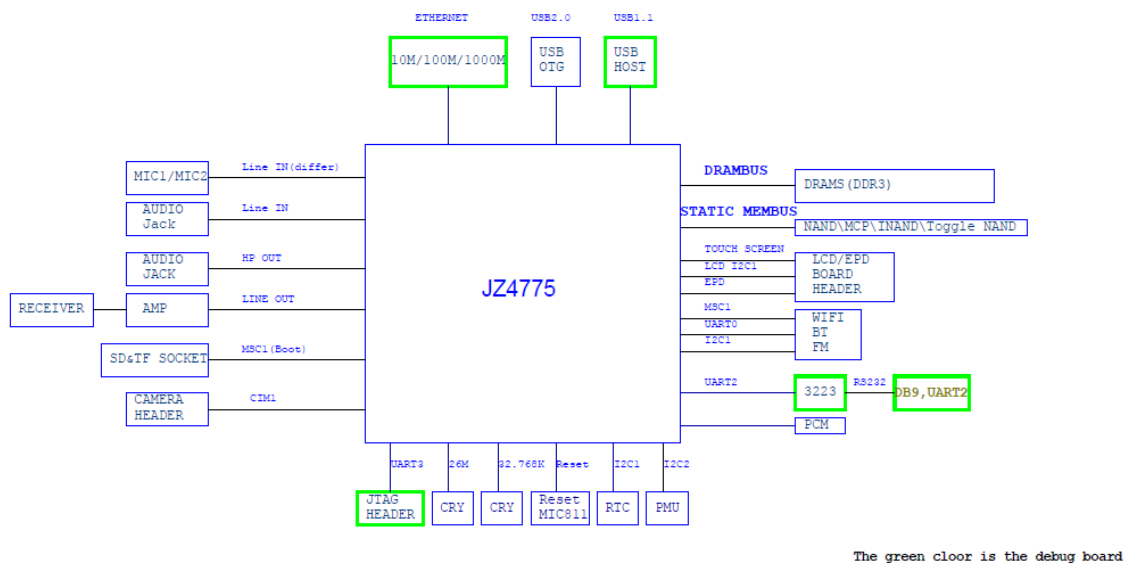 ETHERNET
USB2.0
USB1.1
10M/100M/1000M
USB
OTG
USB
HOST
MIC1/MIC2
Line IN(differ)
AUDIO
Jack
Line IN
AUDIO
JACK
HP OUT
RECEIVER
AMP
LINE OUT
SD&TF SOCKET
MSC1(Boot)
CAMERA
HEADER
CIM1
JZ4775
DRAMBUS
DRAMS(DDR3)
STATIC MEMBUS
NAND\MCP\INAND\Toggle NAND
TOUCH SCREEN
LCD I2C1
EPD
LCD/EPD
BOARD
HEADER
MSC1
UART0
I2C1
WIFI
BT
FM
UART2
3223
RS232
DB9,UART2
PCM
UART3
26M
32.768K
Reset
I2C1
I2C2
JTAG
HEADER
CRY
CRY
Reset
MIC811
RTC
PMU
The green cloor is the debug board